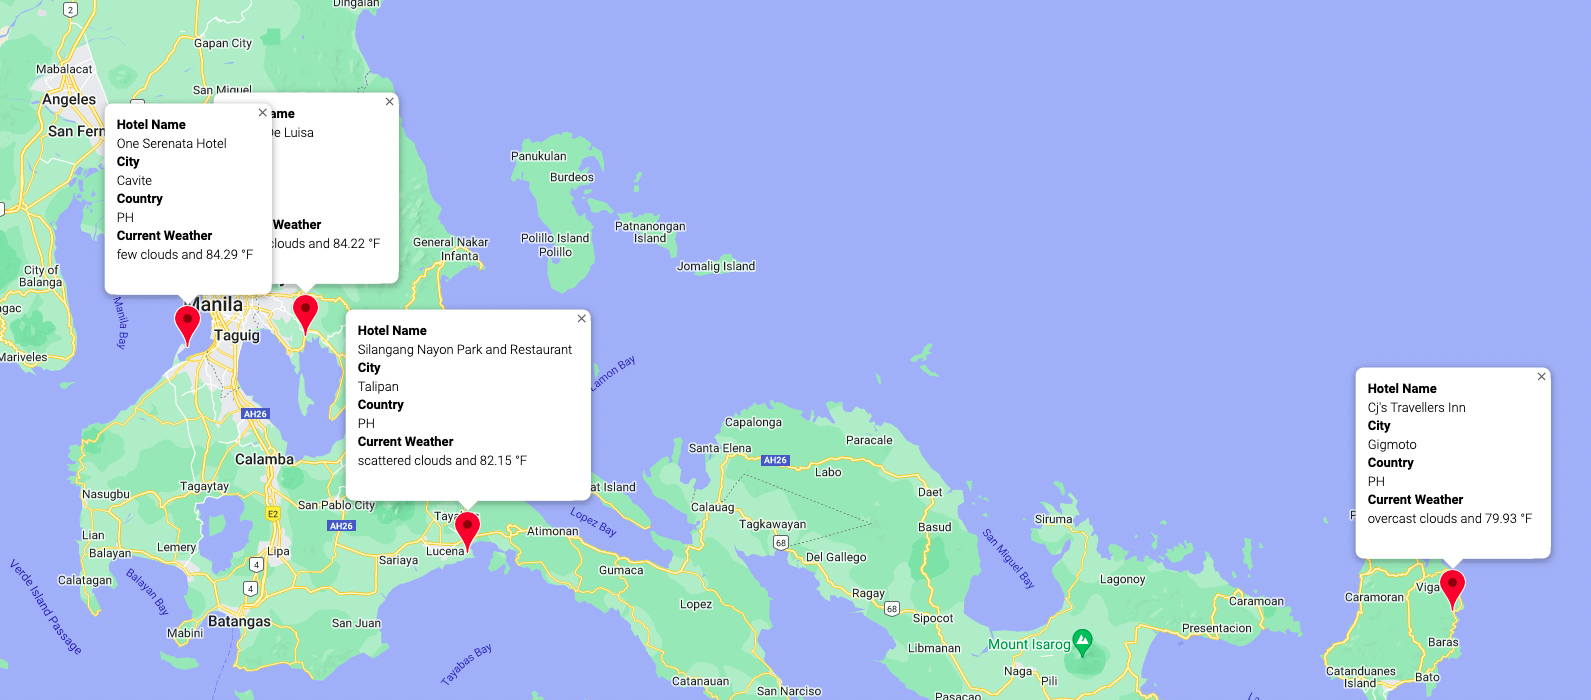 Dingalan
2
Gapan City
Mabalacat
Angeles
San Miguel
San Fern
Hotel Name
One Serenata Hotel
City
Cavite
Country
PH
Current Weather
few clouds and 84.29 °F
ame
De Luisa
Weather
clouds and 84.22 °F
Panukulan
Burdeos
Patnanongan
Island
Polillo Island
Polillo
Jomalig Island
General Nakar
Infanta
City of
Balanga
Manila Bay
Manila
Taguig
Mariveles
Hotel Name
Silangang Nayon Park and Restaurant
City
Talipan
Country
PH
Current Weather
scattered clouds and 82.15 °F
Lamon Bay
Hotel Name
Cj's Travellers Inn
City
Gigmoto
Country
PH
Current Weather
overcast clouds and 79.93 °F
AH26
Calamba
Tagaytay
Nasugbu
San Pablo City
E2
AH26
Lian
Balayan
Lemery
Lipa
4
4
Calatagan
Balayan Bay
Verde Island Passage
Mabini
Batangas
San Juan
Sariaya
Lucena
Tayabas
Atimonan
at Island
Lopez Bay
Gumaca
Lopez
Tayabas Bay
Catanauan
San Narciso
Capalonga
Santa Elena
AH26
Paracale
Labo
Daet
Calauag
Tagkawayan
68
Basud
Del Gallego
Ragay
68
Sipocot
Libmanan
San Miguel Bay
Siruma
Lagonoy
Mount Isarog
Naga
Pili
Pasacao
Presentacion
Caramoan
Caramoran
Viga
Baras
Catanduanes
Island
Bato